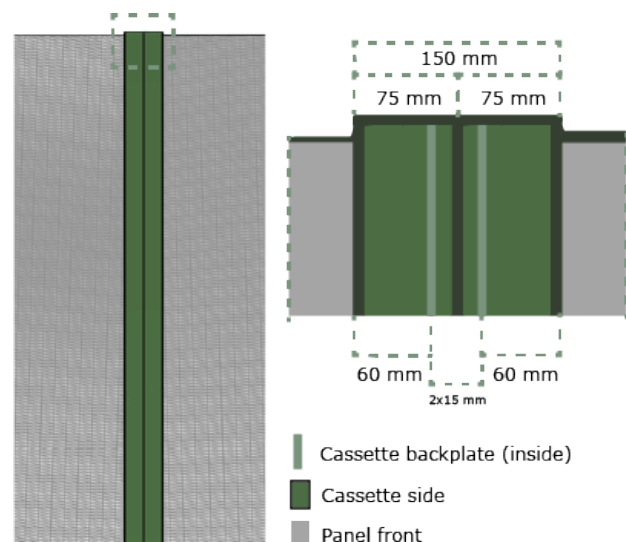 150 mm
75 mm 75 mm
60 mm 60 mm
2x15 mm
Cassette backplate (inside)
Cassette side
Panel front